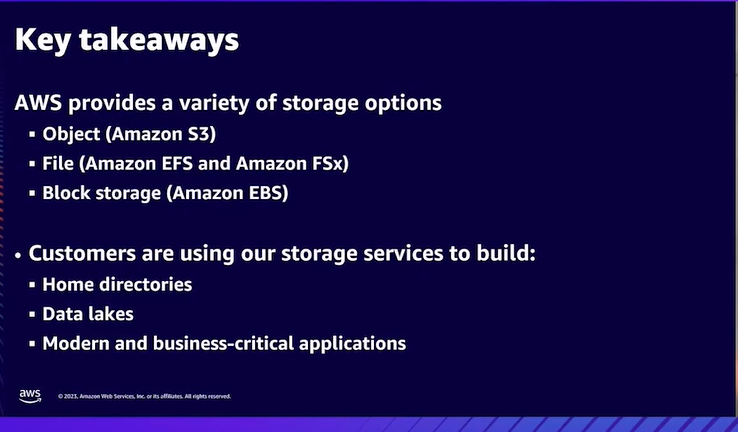 Key takeaways
AWS provides a variety of storage options
▪ Object (Amazon S3)
▪ File (Amazon EFS and Amazon FSx)
▪ Block storage (Amazon EBS)
• Customers are using our storage services to build:
▪ Home directories
▪ Data lakes
▪ Modern and business-critical applications
aws
© 2023, Amazon Web Services, Inc. or its affiliates. All rights reserved.